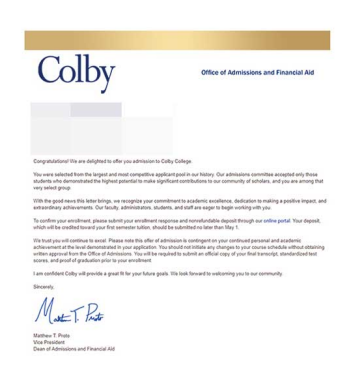 Colby
Office of Admissions and Financial Aid
Congratulations! We are delighted to offer you admission to Colby College.
You were selected from the largest and most competitive applicant pool in our history. Our admissions committee accepted only those
students who demonstrated the highest potential to make significant contributions to our community of scholars, and you are among that
very select group.
With the good news this letter brings, we recognize your commitment to academic excellence, dedication to making a positive impact, and
extraordinary achievements. Our faculty, administrators, students, and staff are eager to begin working with you.
To confirm your enrollment, please submit your enrollment response and nonrefundable deposit through our online portal. Your deposit,
which will be credited toward your first semester tuition, should be submitted no later than May 1.
We trust you will continue to excel. Please note this offer of admission is contingent on your continued personal and academic
achievement at the level demonstrated in your application. You should not initiate any changes to your course schedule without obtaining
written approval from the Office of Admissions. You will be required to submit an official copy of your final transcript, standardized test
scores, and proof of graduation prior to your enrollment.
I am confident Colby will provide a great fit for your future goals. We look forward to welcoming you to our community.
Sincerely,
Matt T. Proto
Matthew T. Proto
Vice President
Dean of Admissions and Financial Aid